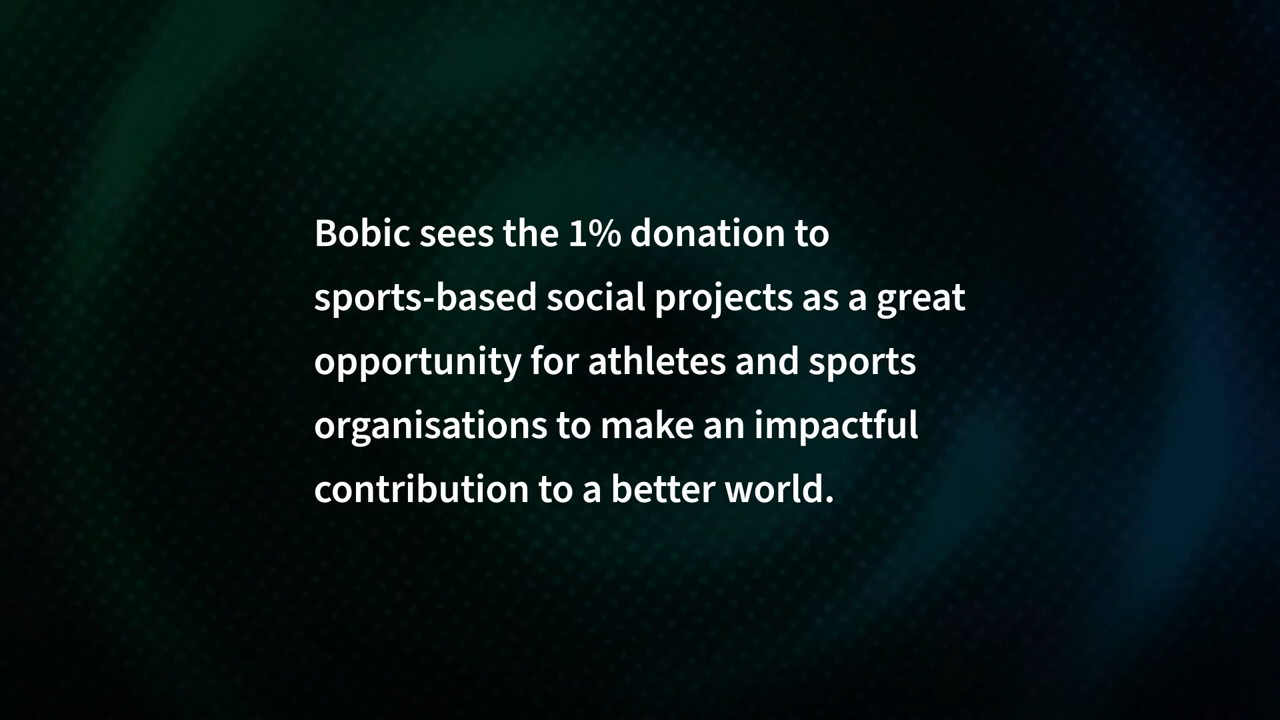 Bobic sees the 1% donation to
sports-based social projects as a great
opportunity for athletes and sports
organisations to make an impactful
contribution to a better world.